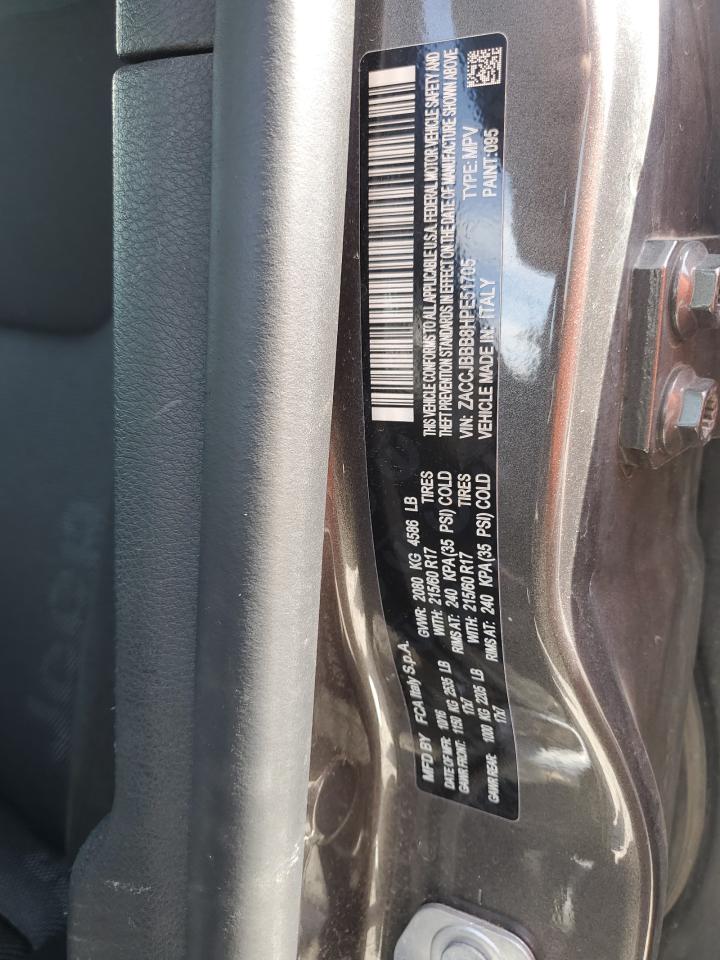 MFD BY FCA Italy S.p.A.
DATE OF MFR: 10/16 GVWR: 2080 KG 4586 LB
GAWR FRONT: 1150 KG 2535 LB WITH: 215/60 R17 TIRES
17x7 RIMS AT: 240 KPA(35 PSI) COLD
GAWR REAR: 1000 KG 2205 LB WITH: 215/60 R17 TIRES
17x7 RIMS AT: 240 KPA(35 PSI) COLD
THIS VEHICLE CONFORMS TO ALL APPLICABLE U.S.A. FEDERAL MOTOR VEHICLE SAFETY AND
THEFT PREVENTION STANDARDS IN EFFECT ON THE DATE OF MANUFACTURE SHOWN ABOVE
VIN: ZACCJBBB8HPE51705 TYPE: MPV
VEHICLE MADE IN: ITALY PAINT: 095